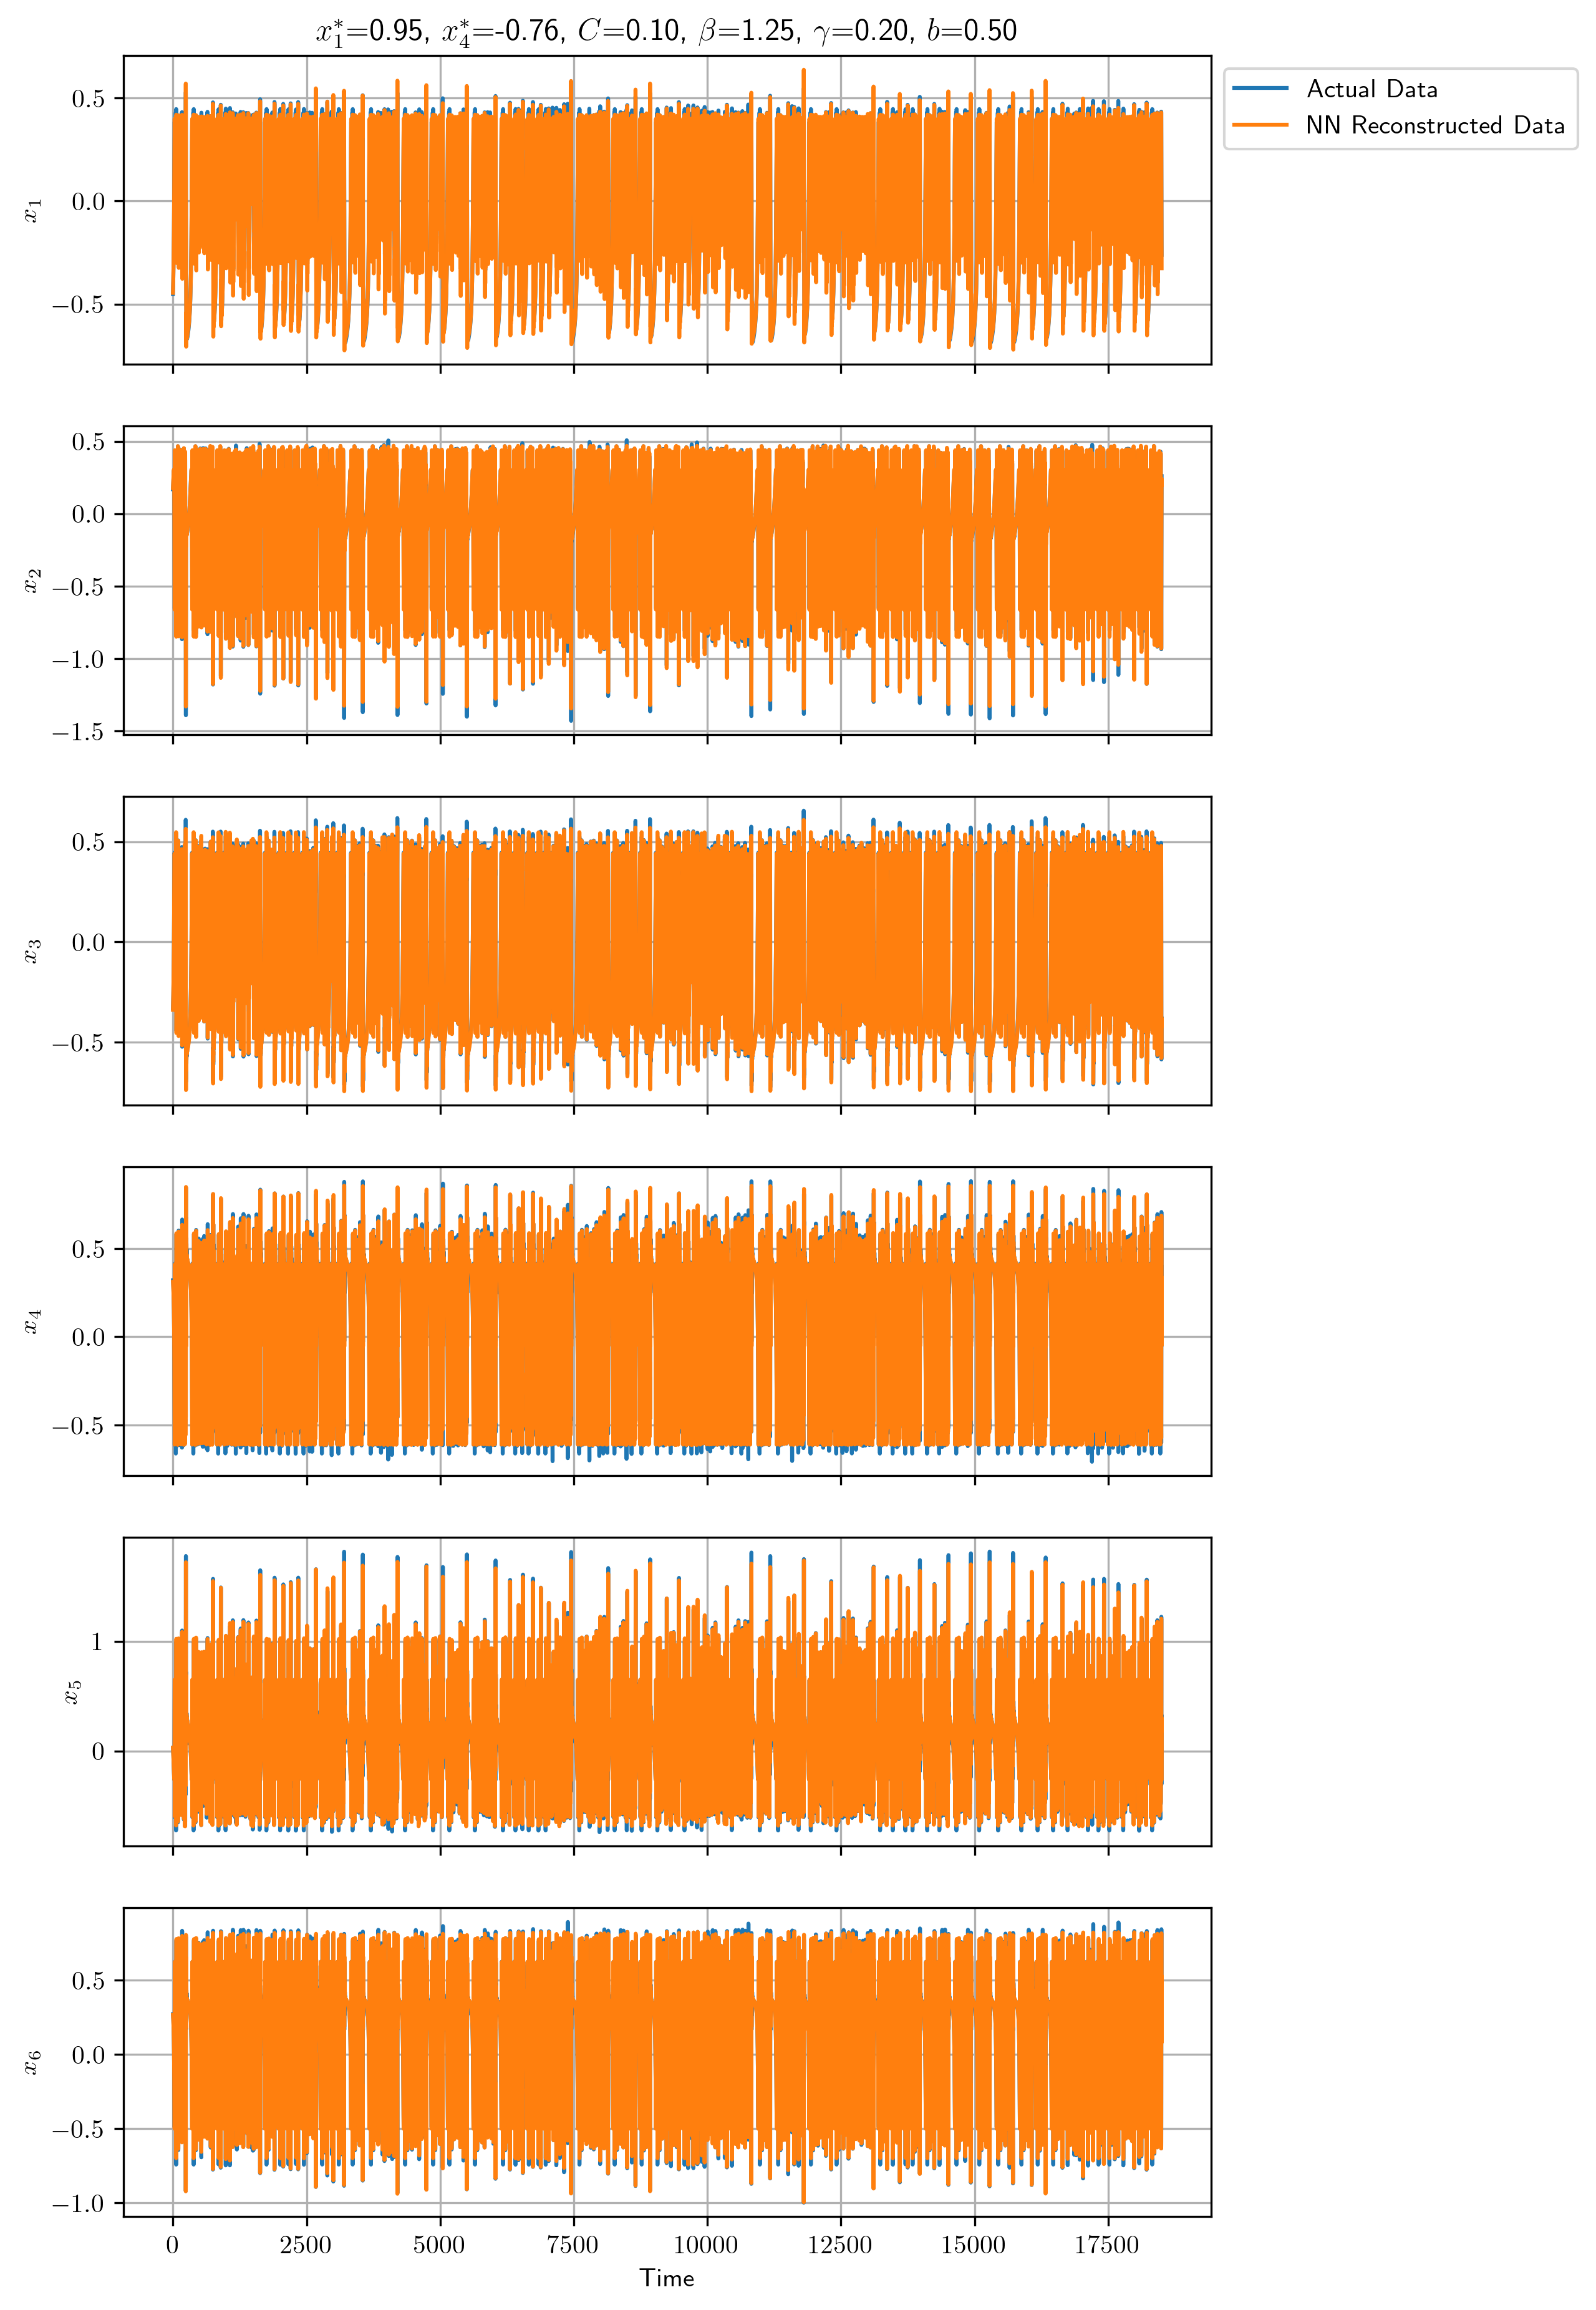 x₁*=0.95, x₄*=-0.76, C=0.10, β=1.25, γ=0.20, b=0.50
Actual Data
NN Reconstructed Data
0.5
0.0
−0.5
x₁
0.5
0.0
−0.5
−1.0
−1.5
x₂
0.5
0.0
−0.5
x₃
0.5
0.0
−0.5
x₄
1
0
x₅
0.5
0.0
−0.5
−1.0
x₆
0 2500 5000 7500 10000 12500 15000 17500
Time